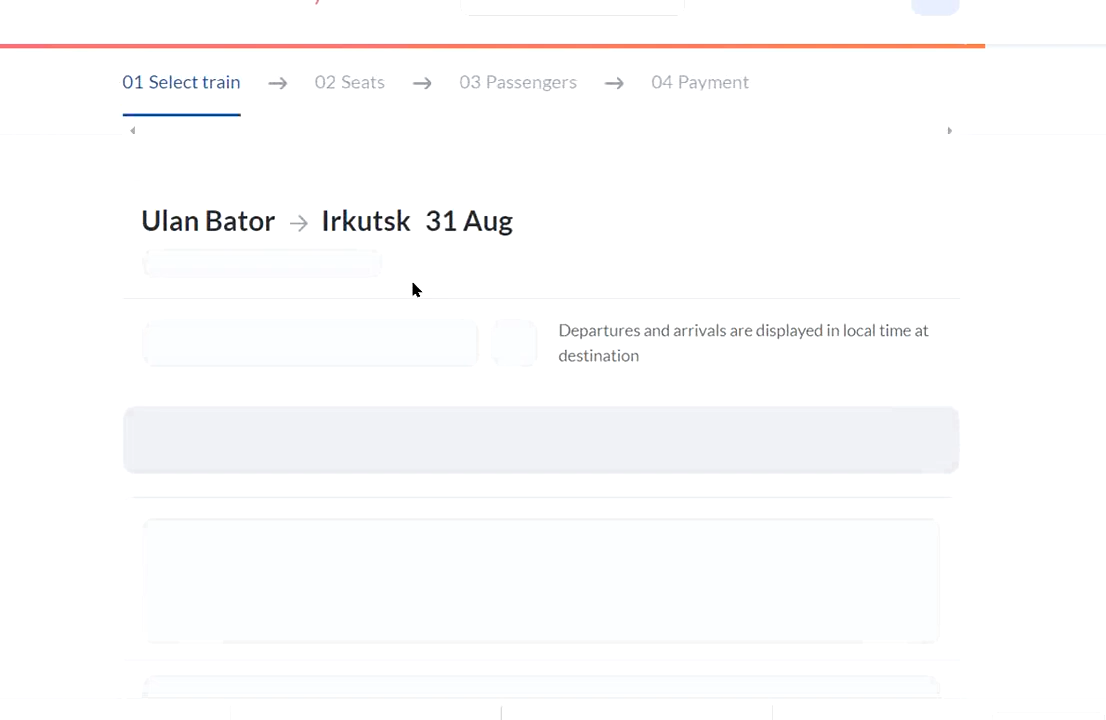 01 Select train → 02 Seats → 03 Passengers → 04 Payment
Ulan Bator → Irkutsk 31 Aug
Departures and arrivals are displayed in local time at
destination